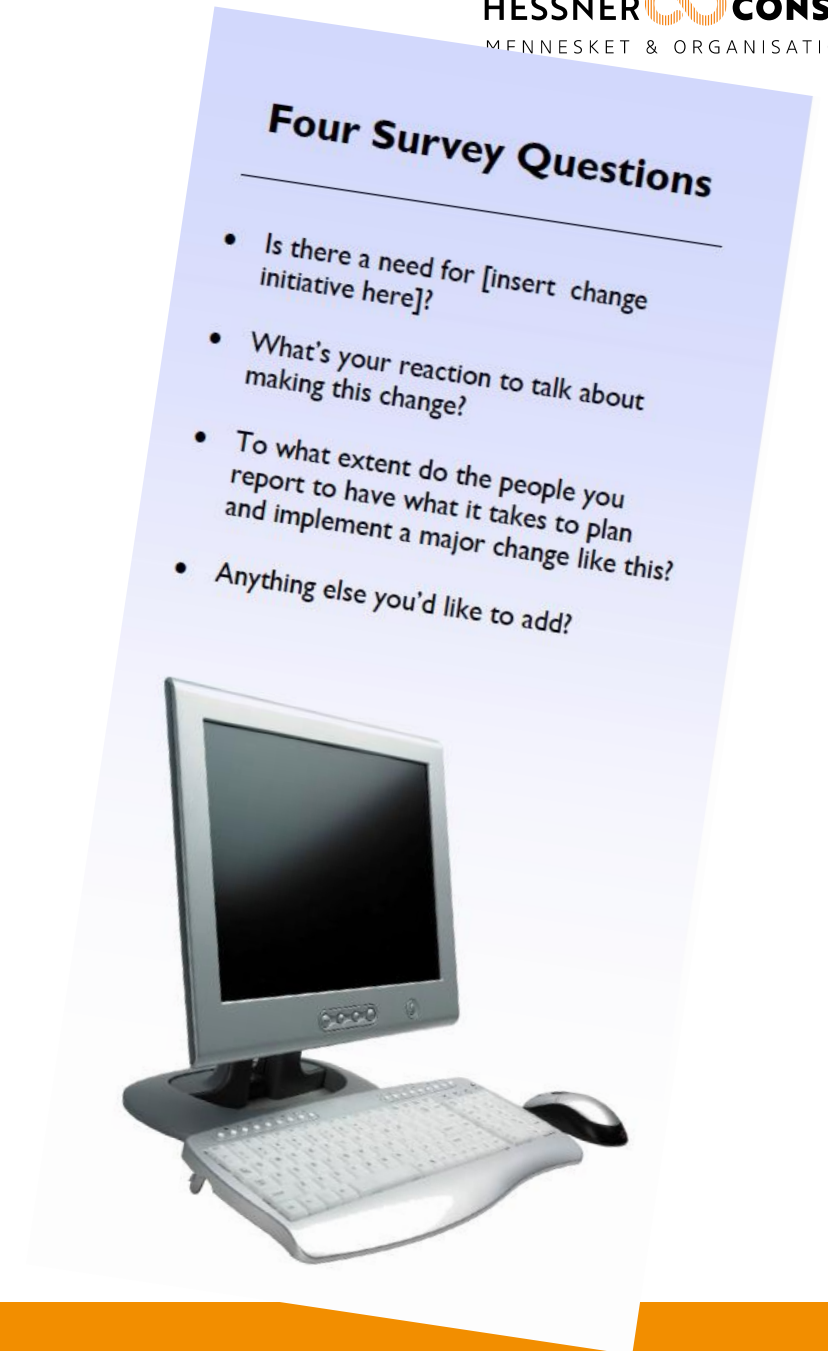 HESSNER CONS
MENNESKET & ORGANISATI
Four Survey Questions
• Is there a need for [insert change
initiative here]?
• What's your reaction to talk about
making this change?
• To what extent do the people you
report to have what it takes to plan
and implement a major change like this?
• Anything else you'd like to add?